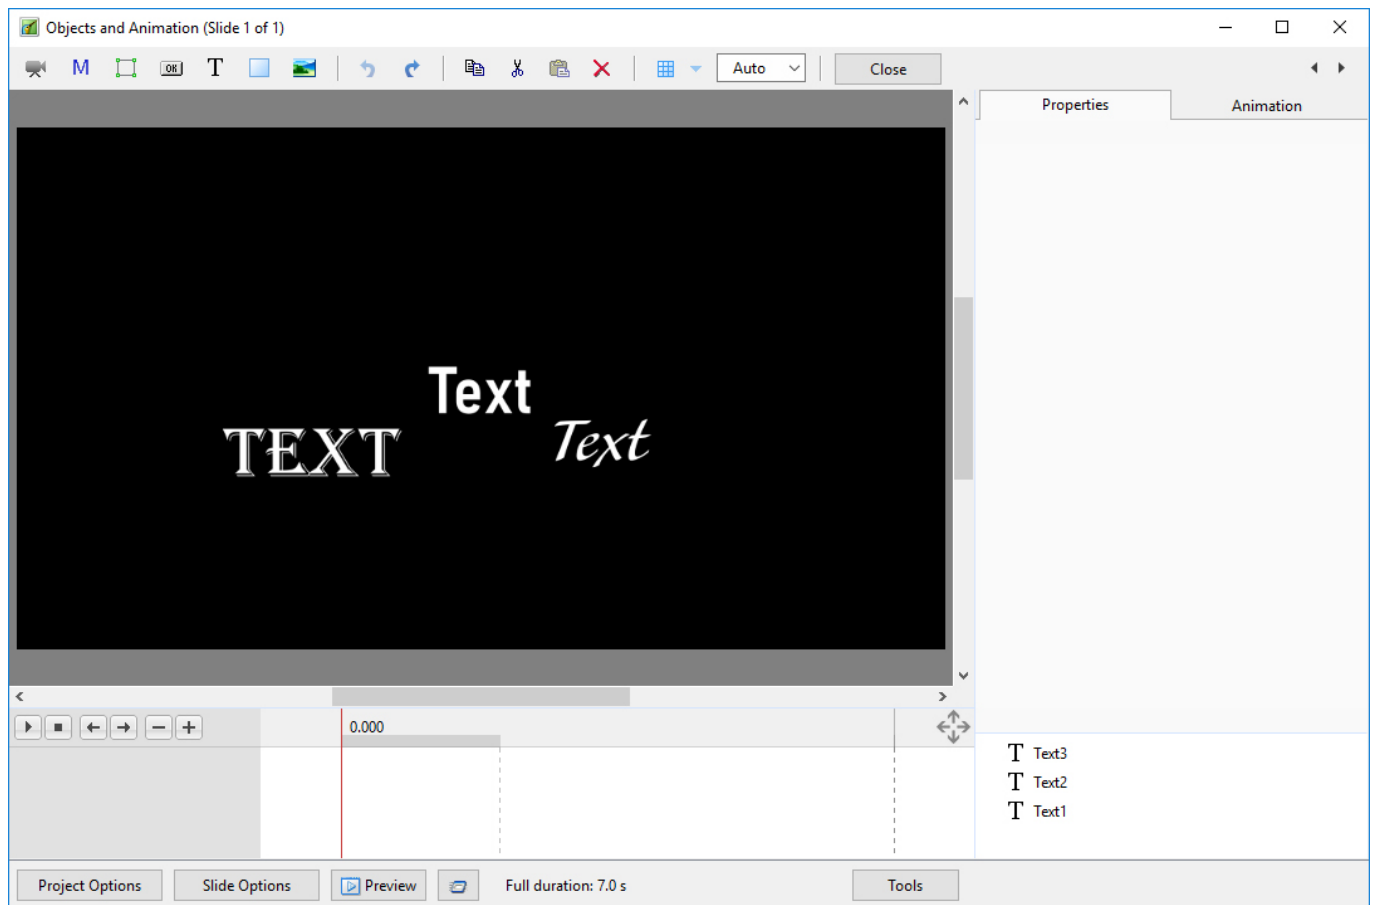 Objects and Animation (Slide 1 of 1)
M OK T Auto Close
Properties Animation
Text
TEXT
Text
0.000
T Text3
T Text2
T Text1
Project Options Slide Options Preview Full duration: 7.0 s Tools